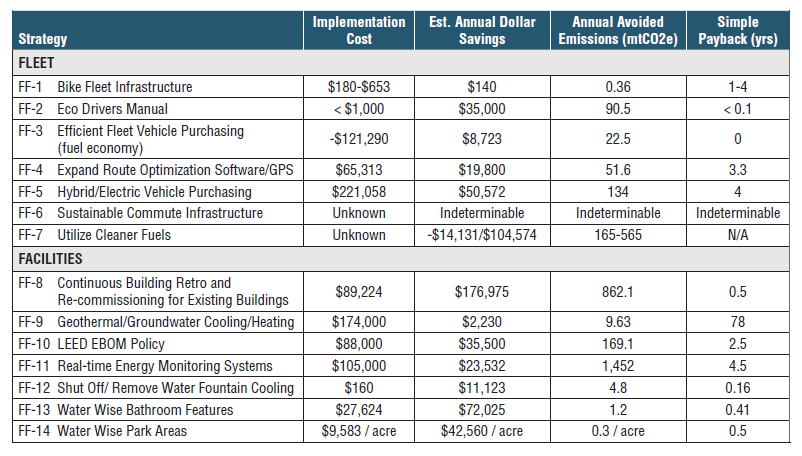 Strategy Implementation Cost Est. Annual Dollar Savings Annual Avoided Emissions (mtCO2e) Simple Payback (yrs)
FLEET
FF-1 Bike Fleet Infrastructure $180-$653 $140 0.36 1-4
FF-2 Eco Drivers Manual < $1,000 $35,000 90.5 < 0.1
FF-3 Efficient Fleet Vehicle Purchasing (fuel economy) -$121,290 $8,723 22.5 0
FF-4 Expand Route Optimization Software/GPS $65,313 $19,800 51.6 3.3
FF-5 Hybrid/Electric Vehicle Purchasing $221,058 $50,572 134 4
FF-6 Sustainable Commute Infrastructure Unknown Indeterminable Indeterminable Indeterminable
FF-7 Utilize Cleaner Fuels Unknown -$14,131/$104,574 165-565 N/A
FACILITIES
FF-8 Continuous Building Retro and Re-commissioning for Existing Buildings $89,224 $176,975 862.1 0.5
FF-9 Geothermal/Groundwater Cooling/Heating $174,000 $2,230 9.63 78
FF-10 LEED EBOM Policy $88,000 $35,500 169.1 2.5
FF-11 Real-time Energy Monitoring Systems $105,000 $23,532 1,452 4.5
FF-12 Shut Off/ Remove Water Fountain Cooling $160 $11,123 4.8 0.16
FF-13 Water Wise Bathroom Features $27,624 $72,025 1.2 0.41
FF-14 Water Wise Park Areas $9,583 / acre $42,560 / acre 0.3 / acre 0.5